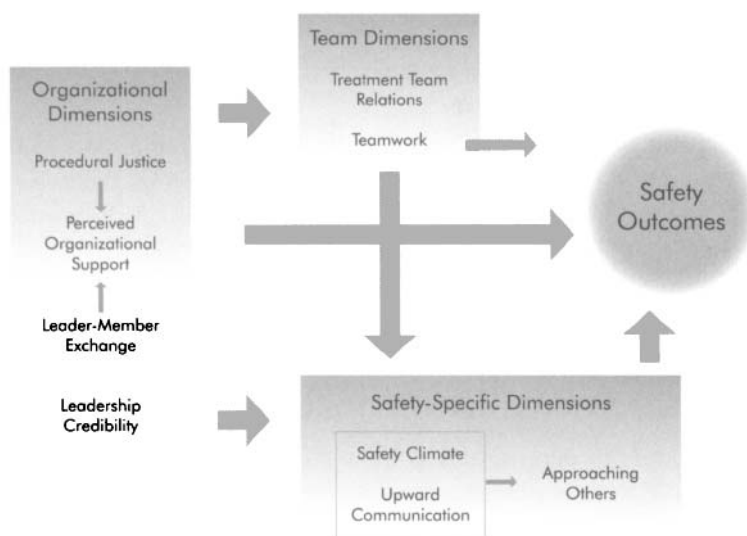 Organizational
Dimensions
Procedural Justice
Perceived
Organizational
Support
Leader-Member
Exchange
Leadership
Credibility
Team Dimensions
Treatment Team
Relations
Teamwork
Safety
Outcomes
Safety-Specific Dimensions
Safety Climate
Upward
Communication
Approaching
Others